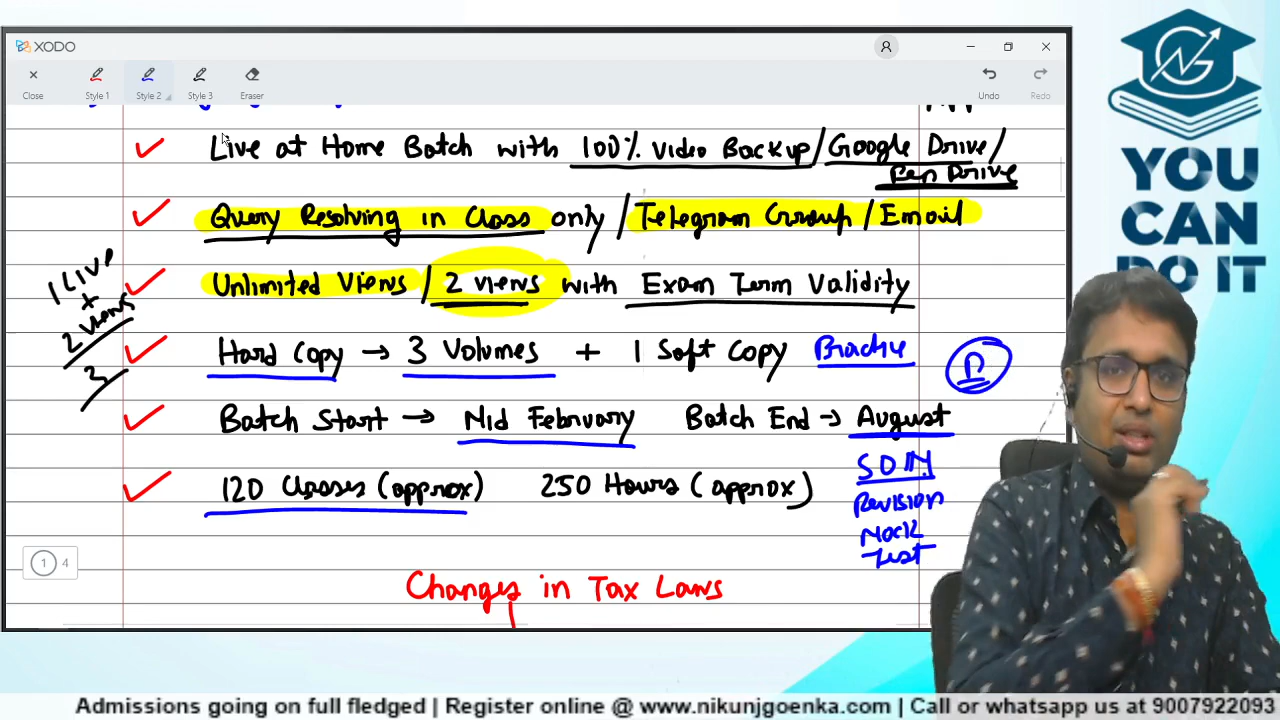 XODO
Close
Style 1
Style 2
Style 3
Eraser
Undo
Redo
Live at Home Batch with 100% Video Backup/Google Drive/
Pen Drive
Query Resolving in Class only / Telegram Group / Email
Unlimited Views / 2 views with Exam Term Validity
1 Live
+
2 views
3
Hard Copy → 3 Volumes + 1 Soft Copy
Batch Start → Mid February Batch End → August
120 Classes (approx) 250 Hours (approx)
Revision
Mock
Test
1 4
Changes in Tax Laws
YOU
CAN
DO IT
Admissions going on full fledged | Register online @ www.nikunjgoenka.com | Call or whatsapp us at 9007922093